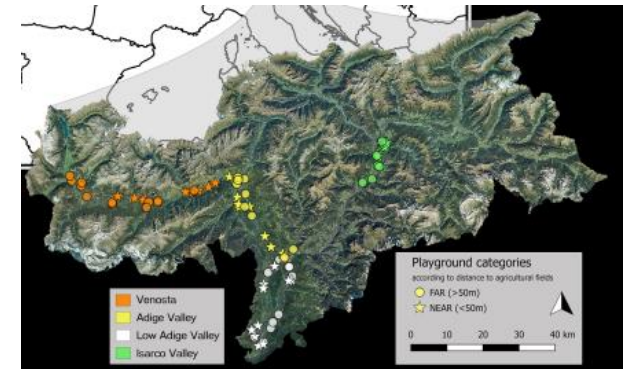 Venosta
Adige Valley
Low Adige Valley
Isarco Valley
Playground categories
according to distance to agricultural fields
FAR (>50m)
NEAR (<50m)
0 10 20 30 40 km